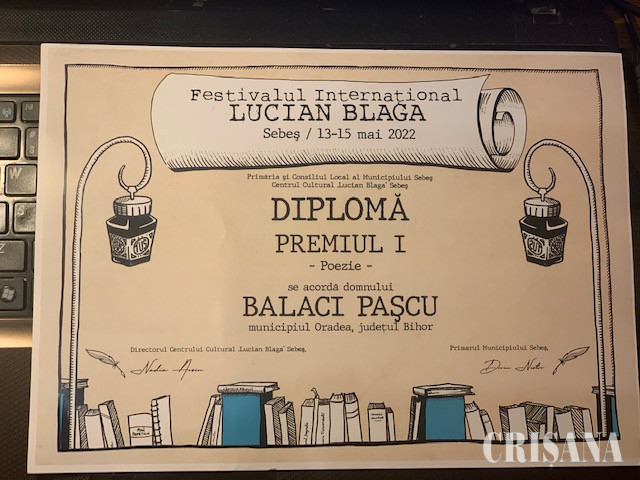 Festivalul Internațional
LUCIAN BLAGA
Sebeș / 13-15 mai 2022
Primăria și Consiliul Local al Municipiului Sebeș
Centrul Cultural „Lucian Blaga" Sebeș
DIPLOMĂ
PREMIUL I
- Poezie -
se acordă domnului
BALACI PAȘCU
municipiul Oradea, județul Bihor
Directorul Centrului Cultural „Lucian Blaga" Sebeș,
Primarul Municipiului Sebeș,
CRIȘANA